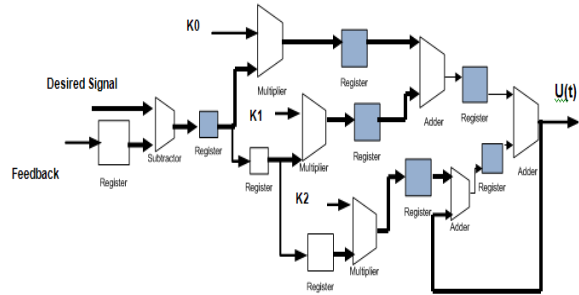 K0
Desired Signal
Feedback
Register
Subtractor
Register
Multiplier
Register
K1
Register
Multiplier
Register
K2
Register
Multiplier
Register
Adder
Register
Adder
Register
Adder
U(t)